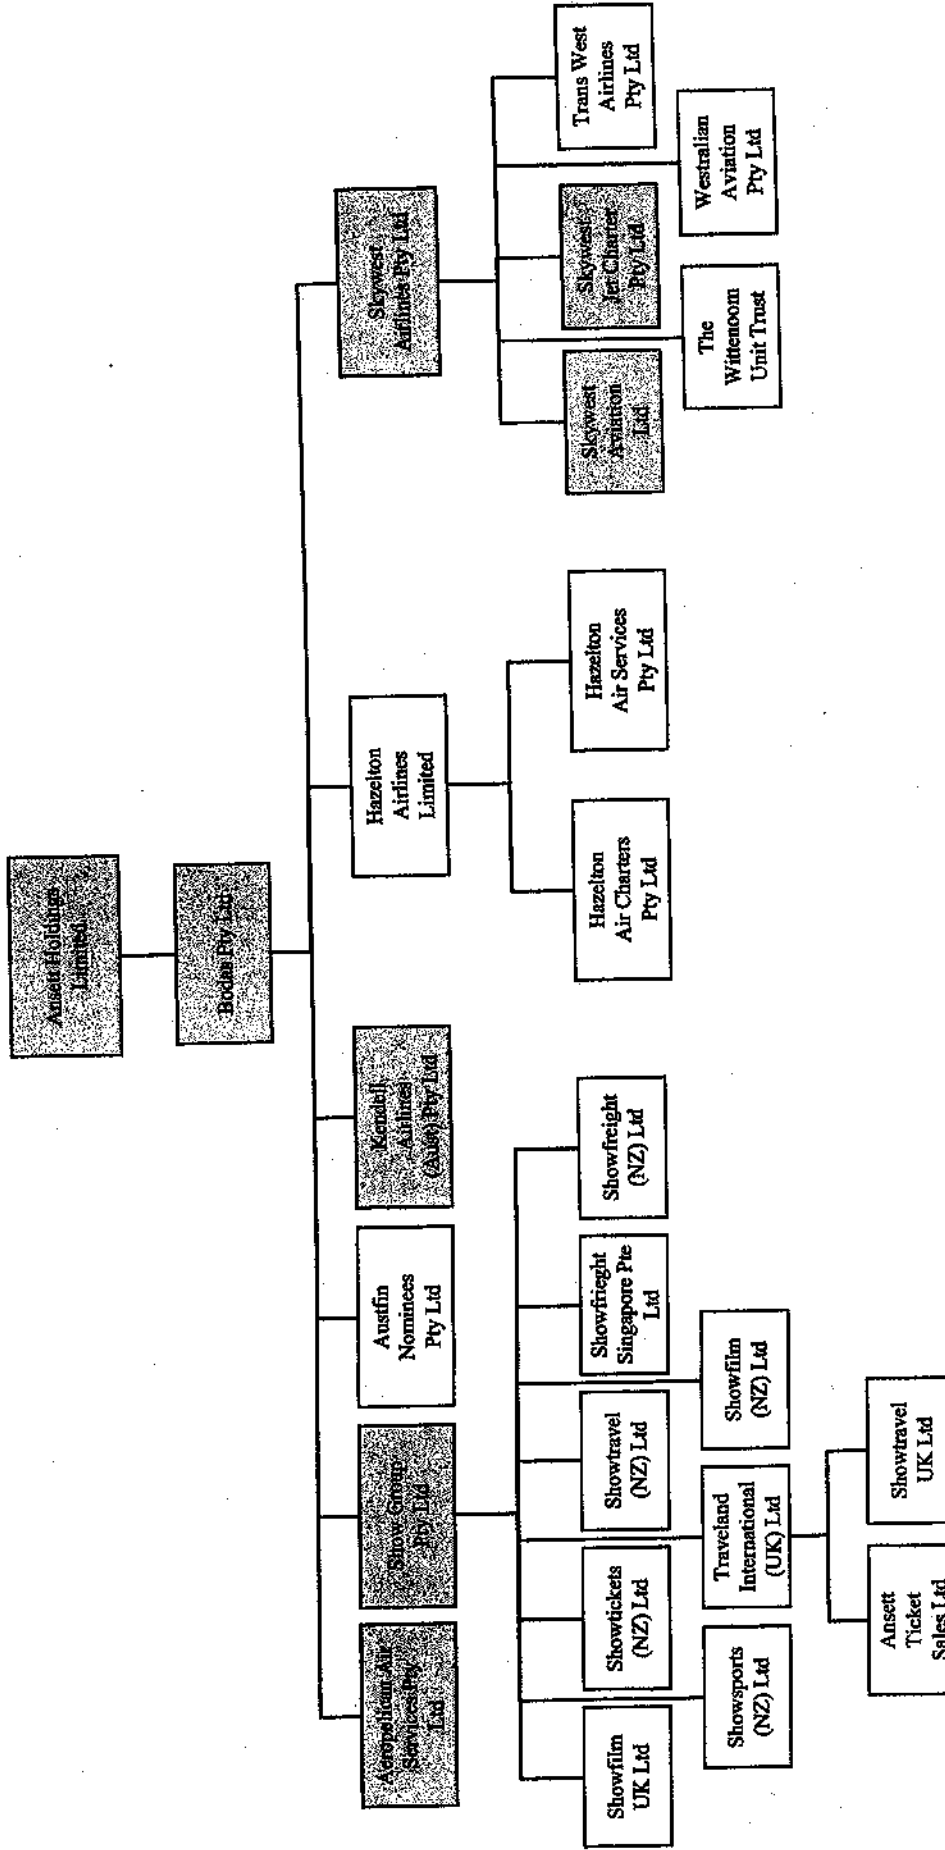 Ansett Holdings
Limited
Bodas Pty Ltd
Aeropelican Air
Services Pty
Ltd
Show Group
Pty Ltd
Austfin
Nominees
Pty Ltd
Kendell
Airlines
(Aust) Pty Ltd
Hazelton
Airlines
Limited
Skywest
Airlines Pty Ltd
Showfilm
UK Ltd
Showtickets
(NZ) Ltd
Showtravel
(NZ) Ltd
Showfrieght
Singapore Pte
Ltd
Showfreight
(NZ) Ltd
Hazelton
Air Charters
Pty Ltd
Hazelton
Air Services
Pty Ltd
Skywest
Aviation
Ltd
Skywest
Jet Charter
Pty Ltd
Trans West
Airlines
Pty Ltd
Showsports
(NZ) Ltd
Traveland
International
(UK) Ltd
Showfilm
(NZ) Ltd
The
Wittenoom
Unit Trust
Westralian
Aviation
Pty Ltd
Ansett
Ticket
Sales Ltd
Showtravel
UK Ltd